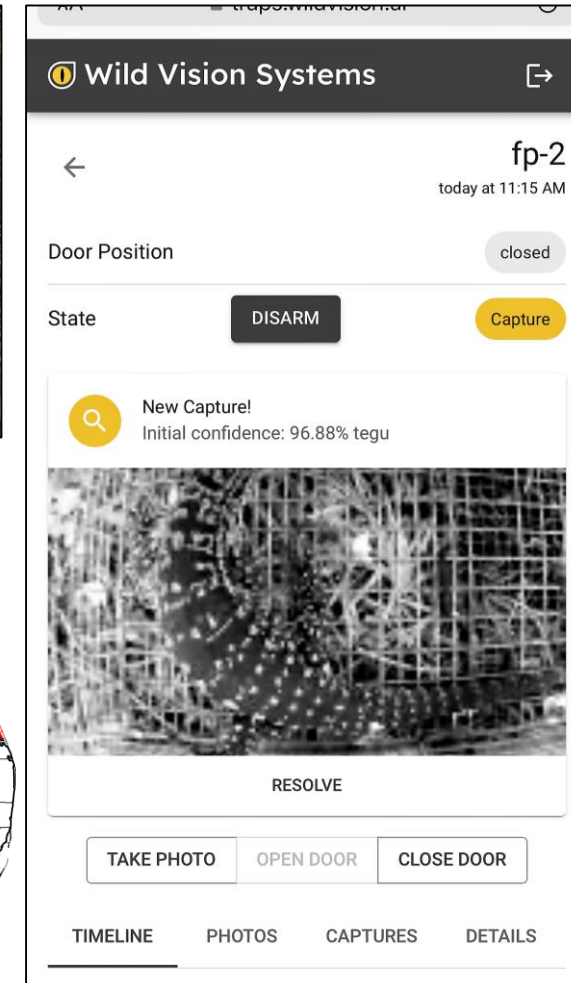 Wild Vision Systems
fp-2
today at 11:15 AM
Door Position closed
State DISARM Capture
New Capture!
Initial confidence: 96.88% tegu
RESOLVE
TAKE PHOTO OPEN DOOR CLOSE DOOR
TIMELINE PHOTOS CAPTURES DETAILS